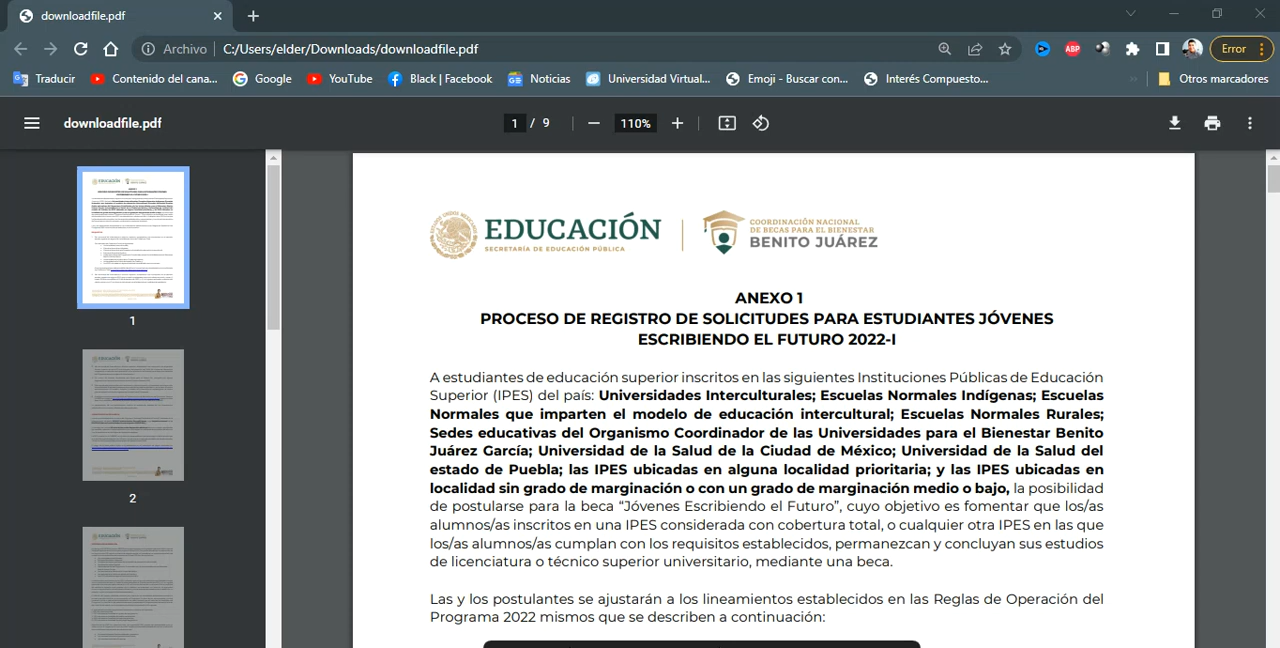 downloadfile.pdf
Archivo
C:/Users/elder/Downloads/downloadfile.pdf
ABP
Error
Traducir
Contenido del cana...
Google
YouTube
Black | Facebook
Noticias
Universidad Virtual...
Emoji - Buscar con...
Interés Compuesto...
Otros marcadores
downloadfile.pdf
1 / 9
110%
1
2
EDUCACIÓN
SECRETARÍA DE EDUCACIÓN PÚBLICA
COORDINACIÓN NACIONAL
DE BECAS PARA EL BIENESTAR
BENITO JUÁREZ
ANEXO 1
PROCESO DE REGISTRO DE SOLICITUDES PARA ESTUDIANTES JÓVENES
ESCRIBIENDO EL FUTURO 2022-I
A estudiantes de educación superior inscritos en las siguientes Instituciones Públicas de Educación
Superior (IPES) del país: Universidades Interculturales; Escuelas Normales Indígenas; Escuelas
Normales que imparten el modelo de educación intercultural; Escuelas Normales Rurales;
Sedes educativas del Organismo Coordinador de las Universidades para el Bienestar Benito
Juárez García; Universidad de la Salud de la Ciudad de México; Universidad de la Salud del
estado de Puebla; las IPES ubicadas en alguna localidad prioritaria; y las IPES ubicadas en
localidad sin grado de marginación o con un grado de marginación medio o bajo, la posibilidad
de postularse para la beca “Jóvenes Escribiendo el Futuro”, cuyo objetivo es fomentar que los/as
alumnos/as inscritos en una IPES considerada con cobertura total, o cualquier otra IPES en las que
los/as alumnos/as cumplan con los requisitos establecidos, permanezcan y concluyan sus estudios
de licenciatura o técnico superior universitario, mediante una beca.
Las y los postulantes se ajustarán a los lineamientos establecidos en las Reglas de Operación del
Programa 2022 mismos que se describen a continuación: